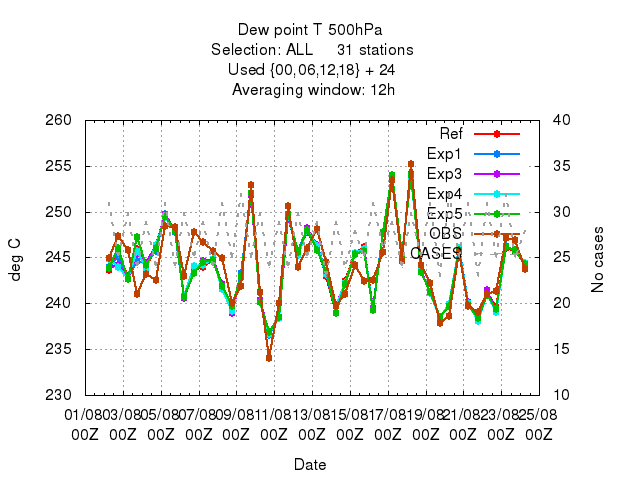 Dew point T 500hPa
Selection: ALL     31 stations
Used {00,06,12,18} + 24
Averaging window: 12h
260
255
250
245
240
235
230
deg C
40
35
30
25
20
15
10
No cases
Ref
Exp1
Exp3
Exp4
Exp5
OBS
CASES
01/08 03/08 05/08 07/08 09/08 11/08 13/08 15/08 17/08 19/08 21/08 23/08 25/08
00Z 00Z 00Z 00Z 00Z 00Z 00Z 00Z 00Z 00Z 00Z 00Z 00Z
Date